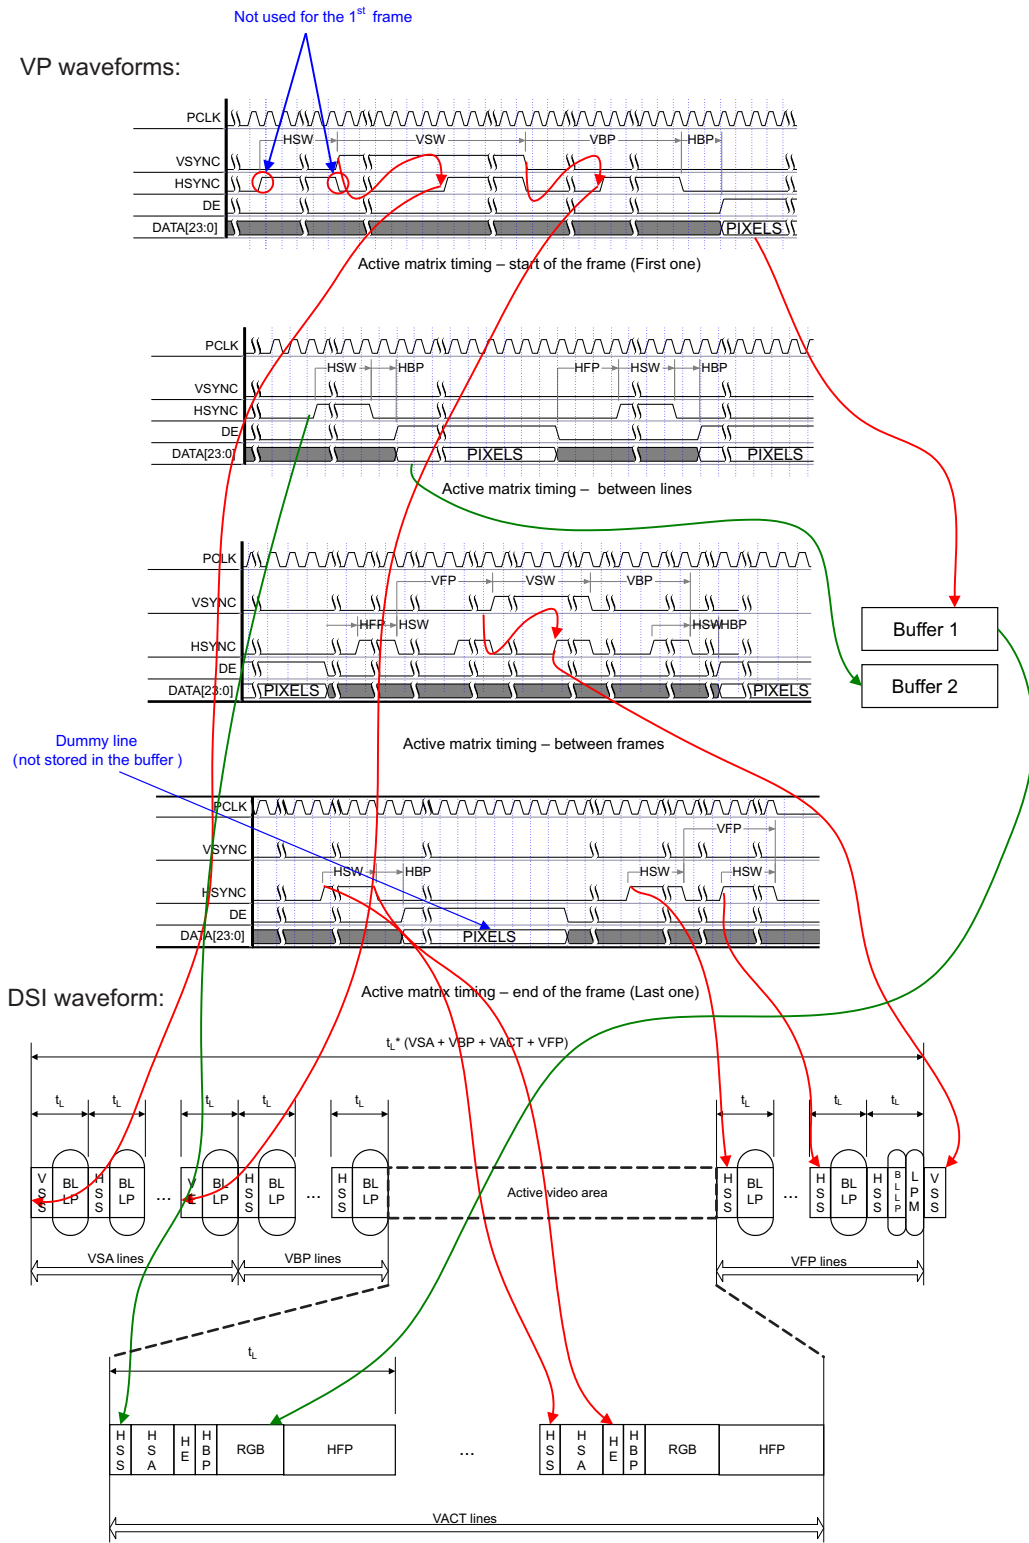 Not used for the 1st frame
VP waveforms:
PCLK
HSW VSW VBP HBP
VSYNC
HSYNC
DE
DATA[23:0] PIXELS
Active matrix timing – start of the frame (First one)
PCLK
HSW HBP HFP HSW HBP
VSYNC
HSYNC
DE
DATA[23:0] PIXELS PIXELS
Active matrix timing – between lines
PCLK
VFP VSW VBP
VSYNC
HFP HSW HSW HBP
HSYNC
DE
DATA[23:0] PIXELS PIXELS
Buffer 1
Buffer 2
Active matrix timing – between frames
Dummy line
(not stored in the buffer )
PCLK
VFP
VSYNC
HSW HBP HSW HSW
HSYNC
DE
DATA[23:0] PIXELS
Active matrix timing – end of the frame (Last one)
DSI waveform:
tL* (VSA + VBP + VACT + VFP)
tL tL tL tL tL tL tL tL
VSS BLLP HSS BLLP ... BLLP HSS BLLP ... HSS BLLP Active video area HSS BLLP ... HSS BLLP HSS BLLP LPM VSS
VSA lines VBP lines VFP lines
tL
HSS HSA HE HBP RGB HFP ... HSS HSA HE HBP RGB HFP
VACT lines